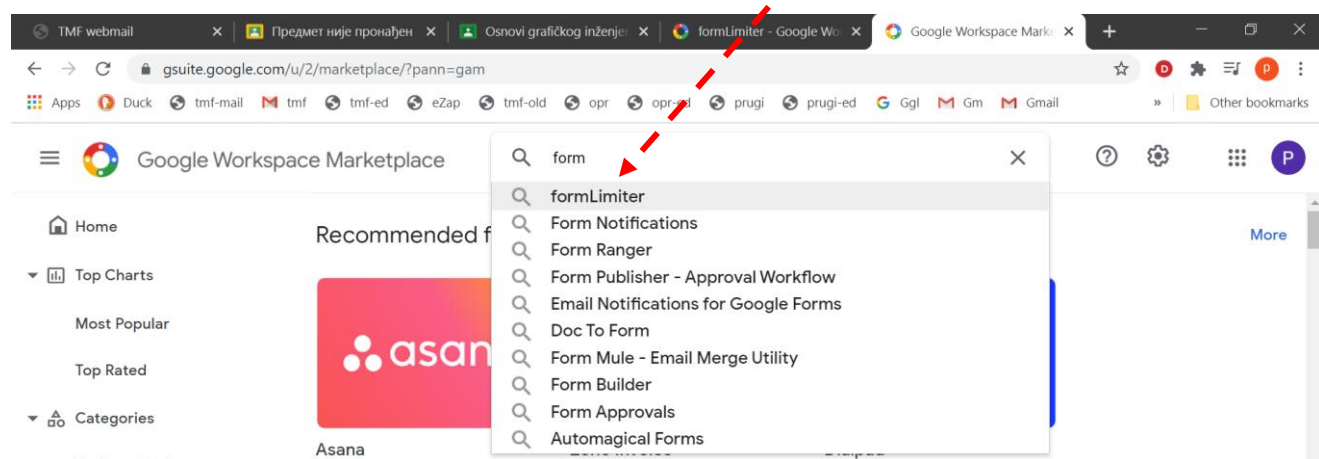 TMF webmail
Предмет није пронађен
Osnovi grafičkog inženjer
formLimiter - Google Wo
Google Workspace Marke
gsuite.google.com/u/2/marketplace/?pann=gam
D
P
Apps
Duck
tmf-mail
tmf
tmf-ed
eZap
tmf-old
opr
opr-ed
prugi
prugi-ed
Ggl
Gm
Gmail
»
Other bookmarks
Google Workspace Marketplace
form
P
formLimiter
Form Notifications
Form Ranger
Form Publisher - Approval Workflow
Email Notifications for Google Forms
Doc To Form
Form Mule - Email Merge Utility
Form Builder
Form Approvals
Automagical Forms
Home
Top Charts
Most Popular
Top Rated
Categories
Recommended f
More
asan
Asana